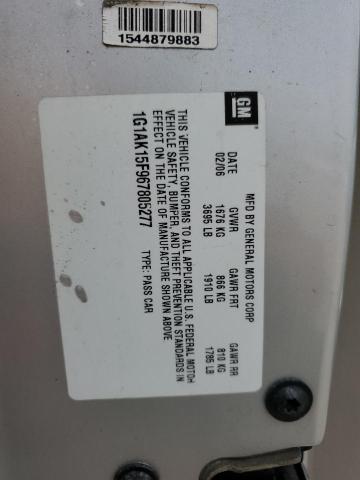 1544879883
GM
MFD BY GENERAL MOTORS CORP
DATE GVWR GAWR FRT GAWR RR
02/06 1676 KG 866 KG 810 KG
3695 LB 1910 LB 1785 LB
THIS VEHICLE CONFORMS TO ALL APPLICABLE U.S. FEDERAL MOTOR
VEHICLE SAFETY, BUMPER, AND THEFT PREVENTION STANDARDS IN
EFFECT ON THE DATE OF MANUFACTURE SHOWN ABOVE
1G1AK15F967805277 TYPE: PASS CAR